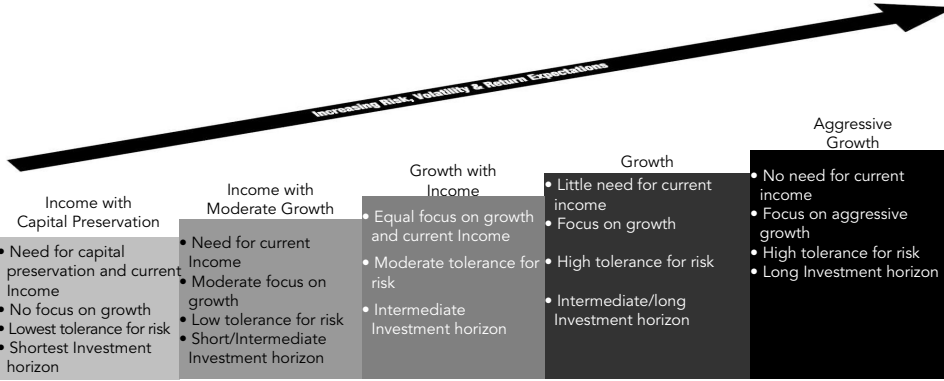 Increasing Risk, Volatility & Return Expectations
Income with
Capital Preservation
• Need for capital
preservation and current
Income
• No focus on growth
• Lowest tolerance for risk
• Shortest Investment
horizon
Income with
Moderate Growth
• Need for current
Income
• Moderate focus on
growth
• Low tolerance for risk
• Short/Intermediate
Investment horizon
Growth with
Income
• Equal focus on growth
and current Income
• Moderate tolerance for
risk
• Intermediate
Investment horizon
Growth
• Little need for current
income
• Focus on growth
• High tolerance for risk
• Intermediate/long
Investment horizon
Aggressive
Growth
• No need for current
income
• Focus on aggressive
growth
• High tolerance for risk
• Long Investment horizon